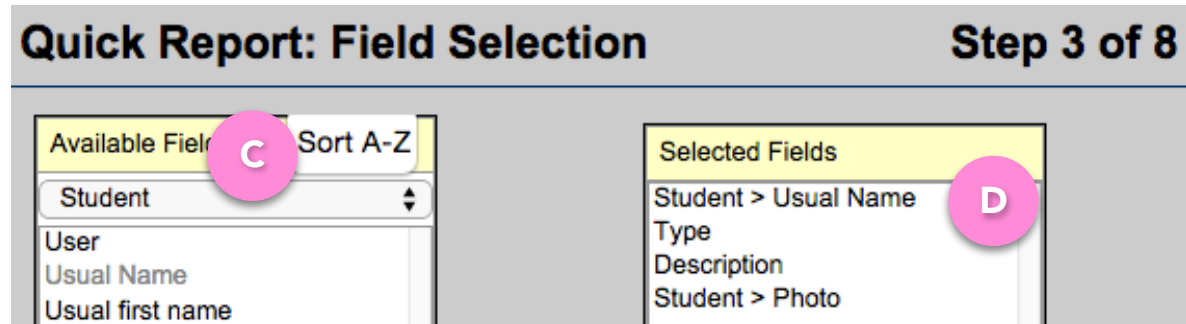 Quick Report: Field Selection Step 3 of 8
Available Fiel C Sort A-Z
Student
User
Usual Name
Usual first name
Selected Fields
D
Student > Usual Name
Type
Description
Student > Photo